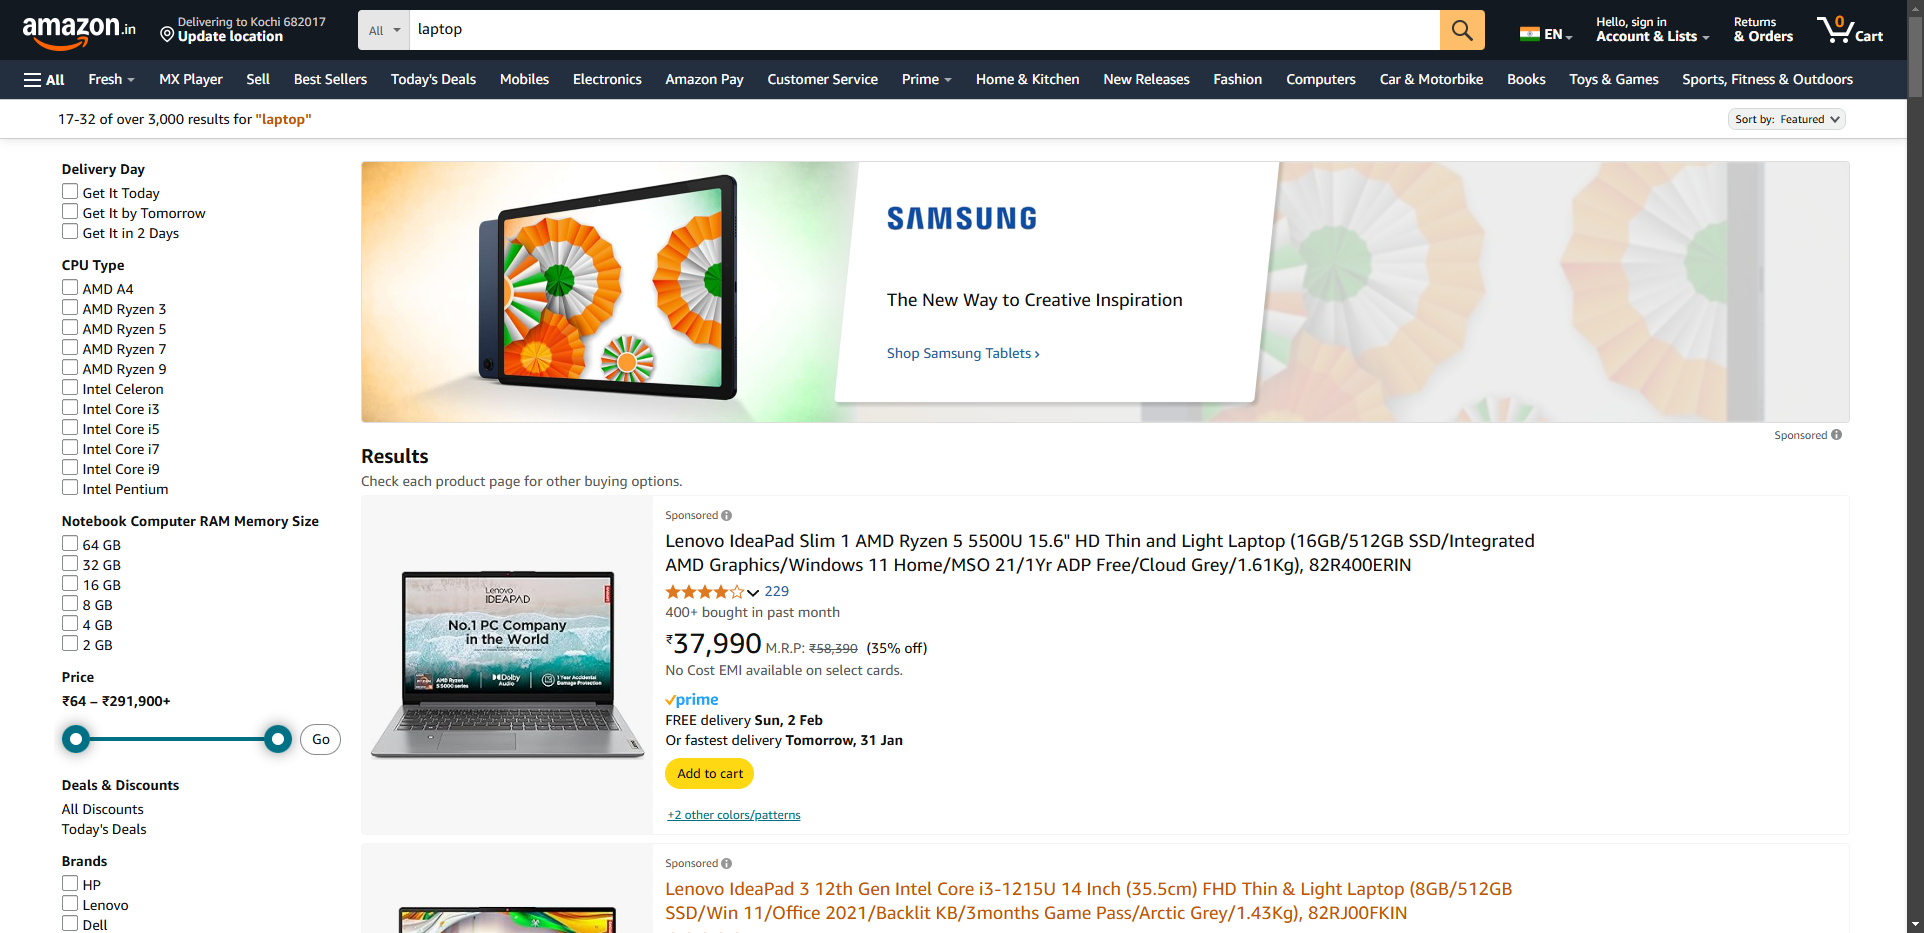 amazon.in
Delivering to Kochi 682017
Update location
All
laptop
EN
Hello, sign in
Account & Lists
Returns
& Orders
0
Cart
All
Fresh
MX Player
Sell
Best Sellers
Today's Deals
Mobiles
Electronics
Amazon Pay
Customer Service
Prime
Home & Kitchen
New Releases
Fashion
Computers
Car & Motorbike
Books
Toys & Games
Sports, Fitness & Outdoors
17-32 of over 3,000 results for "laptop"
Sort by: Featured
Delivery Day
Get It Today
Get It by Tomorrow
Get It in 2 Days
CPU Type
AMD A4
AMD Ryzen 3
AMD Ryzen 5
AMD Ryzen 7
AMD Ryzen 9
Intel Celeron
Intel Core i3
Intel Core i5
Intel Core i7
Intel Core i9
Intel Pentium
Notebook Computer RAM Memory Size
64 GB
32 GB
16 GB
8 GB
4 GB
2 GB
Price
₹64 – ₹291,900+
Go
Deals & Discounts
All Discounts
Today's Deals
Brands
HP
Lenovo
Dell
SAMSUNG
The New Way to Creative Inspiration
Shop Samsung Tablets ›
Sponsored
Results
Check each product page for other buying options.
Lenovo
IDEAPAD
No.1 PC Company
in the World
AMD Ryzen
5 5000 series
Dolby
Audio
1 Year Accidental
Damage Protection
Sponsored
Lenovo IdeaPad Slim 1 AMD Ryzen 5 5500U 15.6" HD Thin and Light Laptop (16GB/512GB SSD/Integrated
AMD Graphics/Windows 11 Home/MSO 21/1Yr ADP Free/Cloud Grey/1.61Kg), 82R400ERIN
229
400+ bought in past month
₹37,990 M.R.P: ₹58,390 (35% off)
No Cost EMI available on select cards.
prime
FREE delivery Sun, 2 Feb
Or fastest delivery Tomorrow, 31 Jan
Add to cart
+2 other colors/patterns
Sponsored
Lenovo IdeaPad 3 12th Gen Intel Core i3-1215U 14 Inch (35.5cm) FHD Thin & Light Laptop (8GB/512GB
SSD/Win 11/Office 2021/Backlit KB/3months Game Pass/Arctic Grey/1.43Kg), 82RJ00FKIN